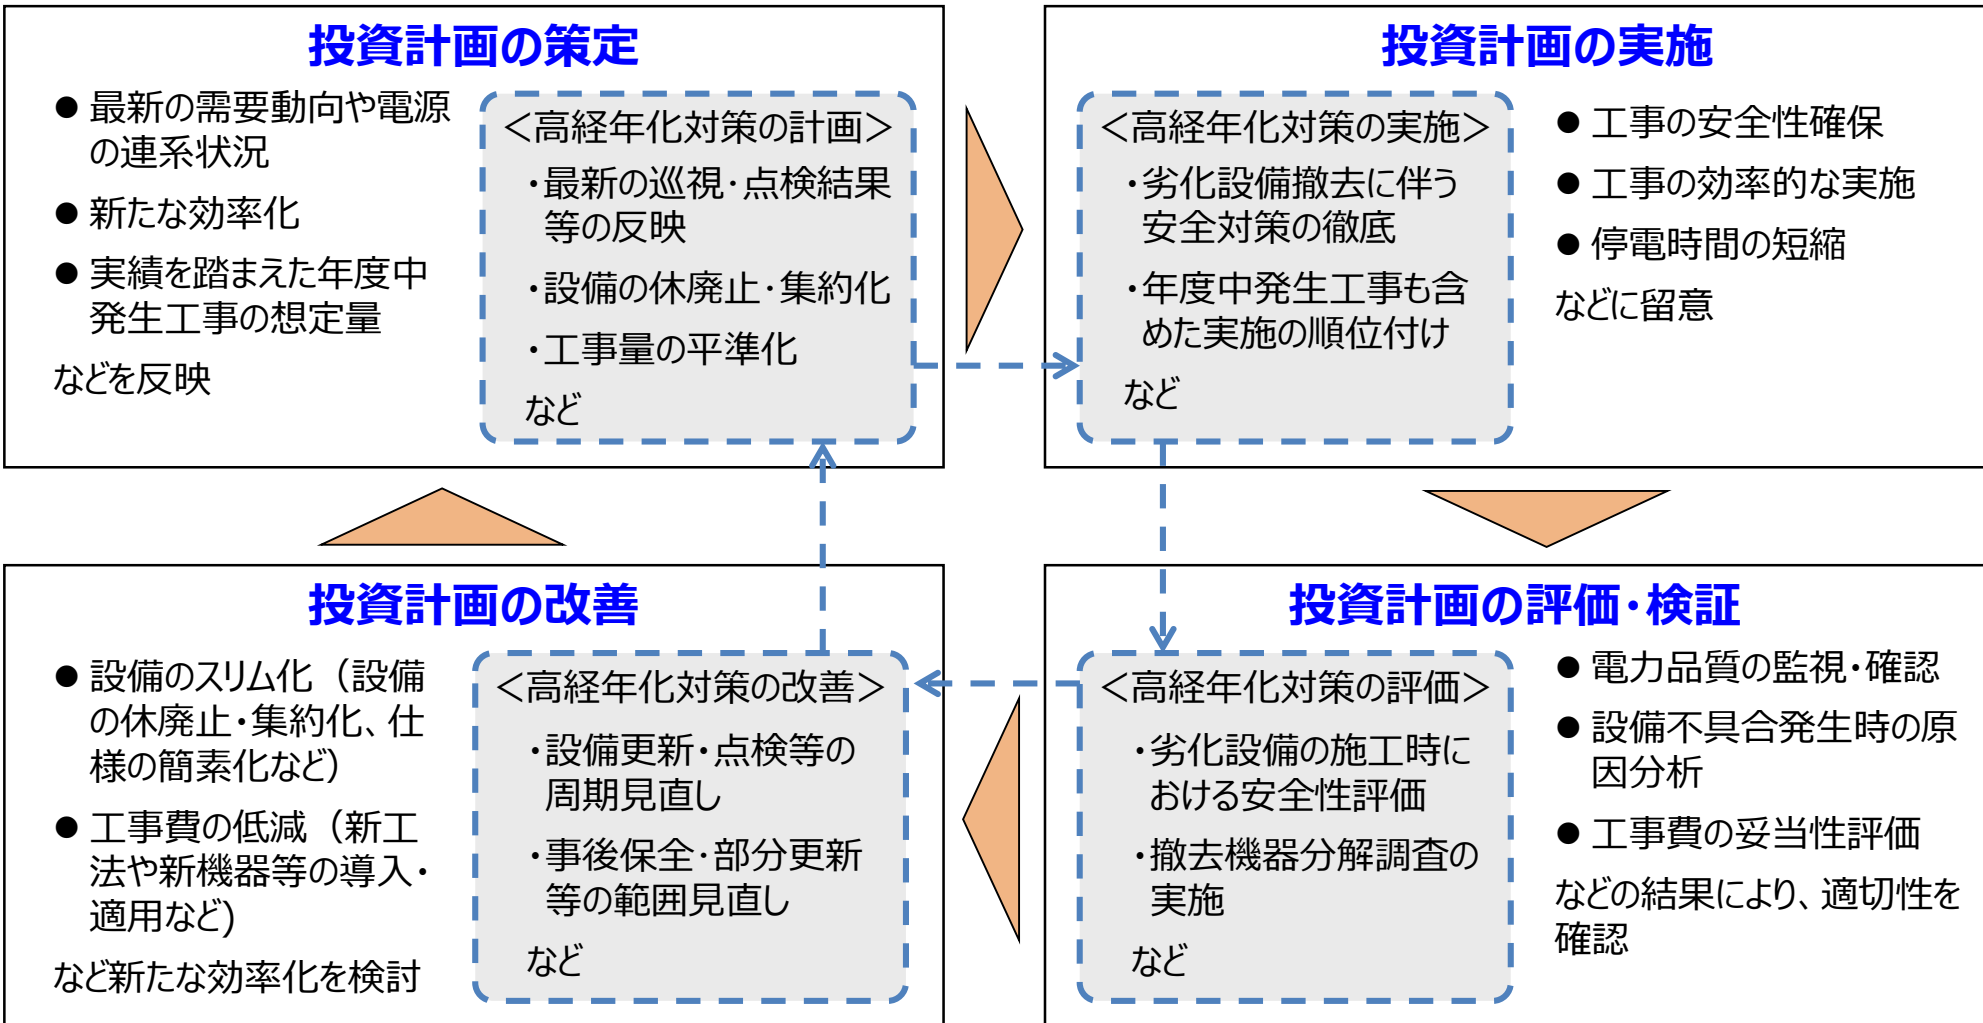 投資計画の策定
● 最新の需要動向や電源
の連系状況
● 新たな効率化
● 実績を踏まえた年度中
発生工事の想定量
などを反映
＜高経年化対策の計画＞
・最新の巡視・点検結果
等の反映
・設備の休廃止・集約化
・工事量の平準化
など
投資計画の実施
＜高経年化対策の実施＞
・劣化設備撤去に伴う
安全対策の徹底
・年度中発生工事も含
めた実施の順位付け
など
● 工事の安全性確保
● 工事の効率的な実施
● 停電時間の短縮
などに留意
投資計画の改善
● 設備のスリム化（設備
の休廃止・集約化、仕
様の簡素化など）
● 工事費の低減（新工
法や新機器等の導入・
適用など)
など新たな効率化を検討
＜高経年化対策の改善＞
・設備更新・点検等の
周期見直し
・事後保全・部分更新
等の範囲見直し
など
投資計画の評価・検証
＜高経年化対策の評価＞
・劣化設備の施工時に
おける安全性評価
・撤去機器分解調査の
実施
など
● 電力品質の監視・確認
● 設備不具合発生時の原
因分析
● 工事費の妥当性評価
などの結果により、適切性を
確認